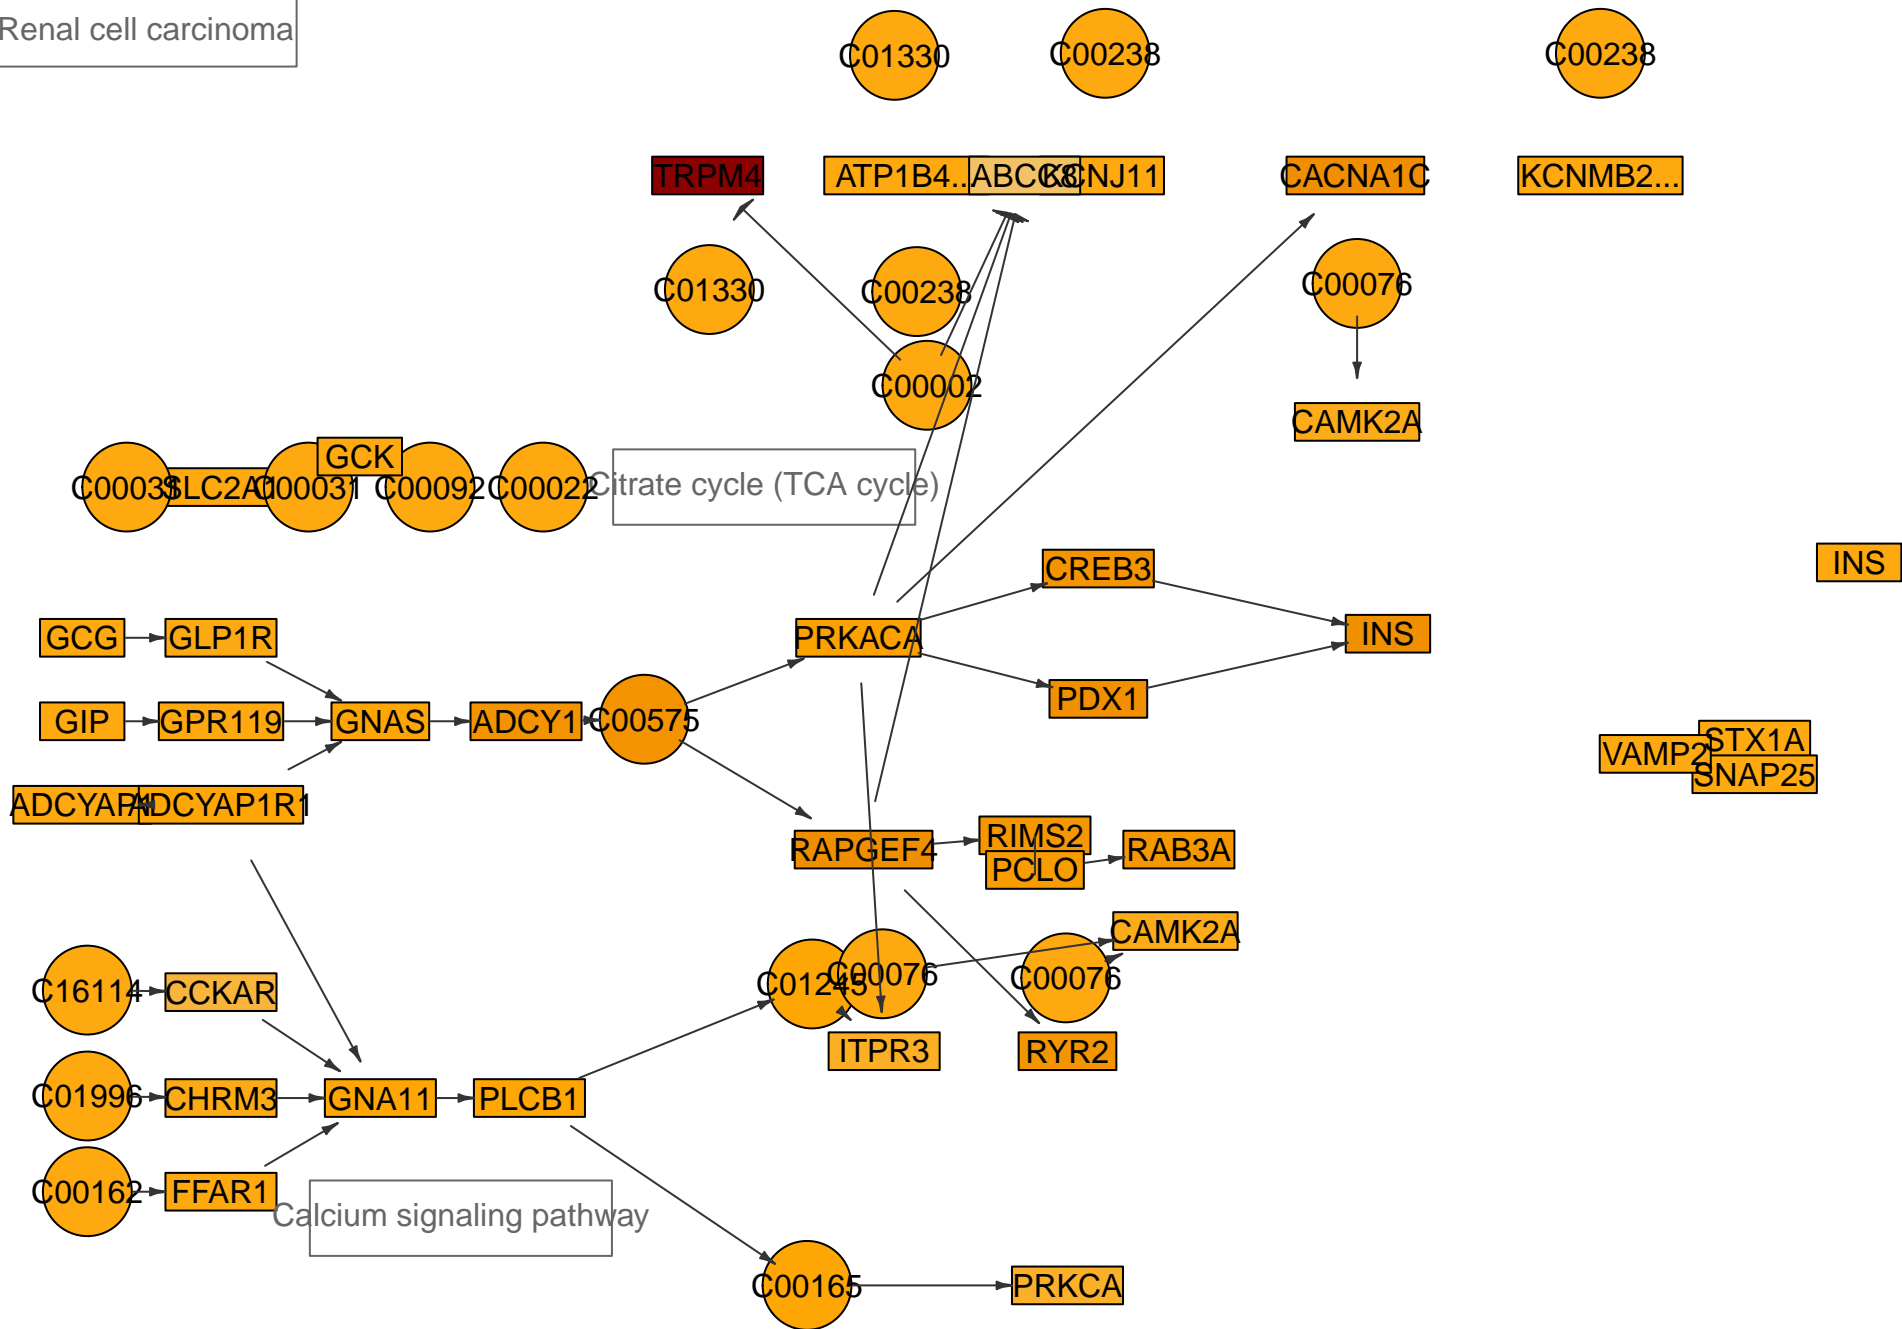 Renal cell carcinoma
C01330
C00238
C00238
TRPM4
ATP1B4...
ABCC8
KCNJ11
CACNA1C
KCNMB2...
C01330
C00238
C00076
C00002
CAMK2A
C00031
SLC2A1
C00031
GCK
C00092
C00022
Citrate cycle (TCA cycle)
CREB3
INS
GCG
GLP1R
PRKACA
INS
PDX1
GIP
GPR119
GNAS
ADCY1
C00575
VAMP2
STX1A
SNAP25
ADCYAP1
ADCYAP1R1
RAPGEF4
RIMS2
PCLO
RAB3A
CAMK2A
C16114
CCKAR
C01245
C00076
C00076
ITPR3
RYR2
C01996
CHRM3
GNA11
PLCB1
C00162
FFAR1
Calcium signaling pathway
C00165
PRKCA